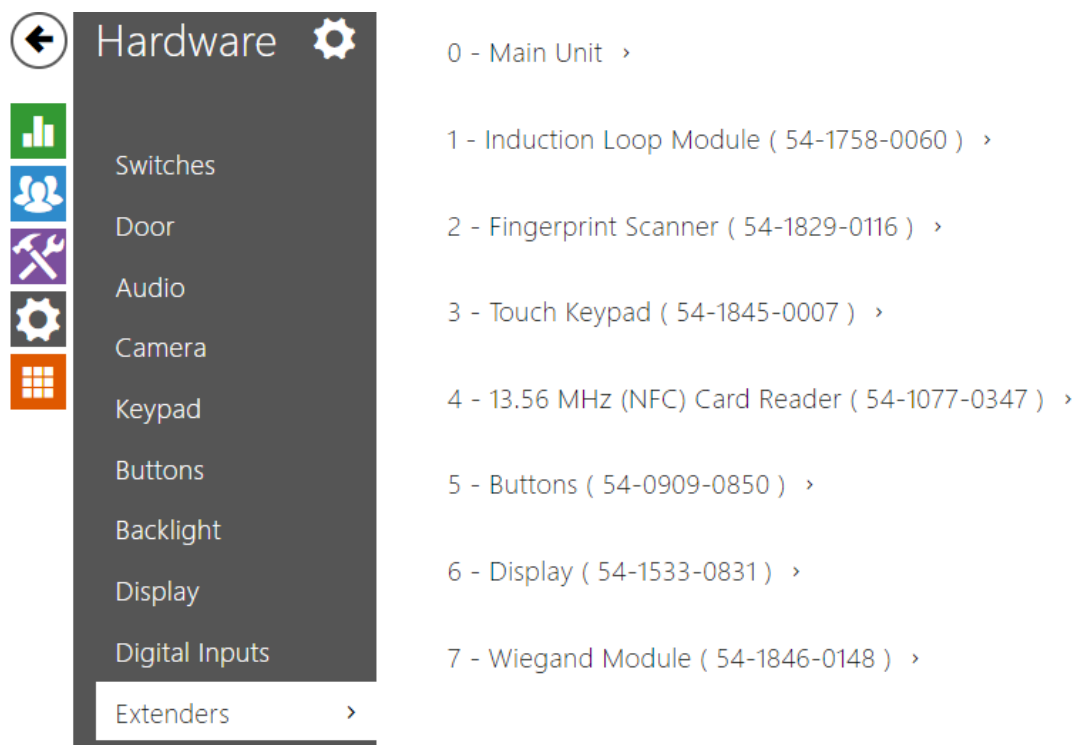 Hardware
Switches
Door
Audio
Camera
Keypad
Buttons
Backlight
Display
Digital Inputs
Extenders
0 - Main Unit
1 - Induction Loop Module ( 54-1758-0060 )
2 - Fingerprint Scanner ( 54-1829-0116 )
3 - Touch Keypad ( 54-1845-0007 )
4 - 13.56 MHz (NFC) Card Reader ( 54-1077-0347 )
5 - Buttons ( 54-0909-0850 )
6 - Display ( 54-1533-0831 )
7 - Wiegand Module ( 54-1846-0148 )